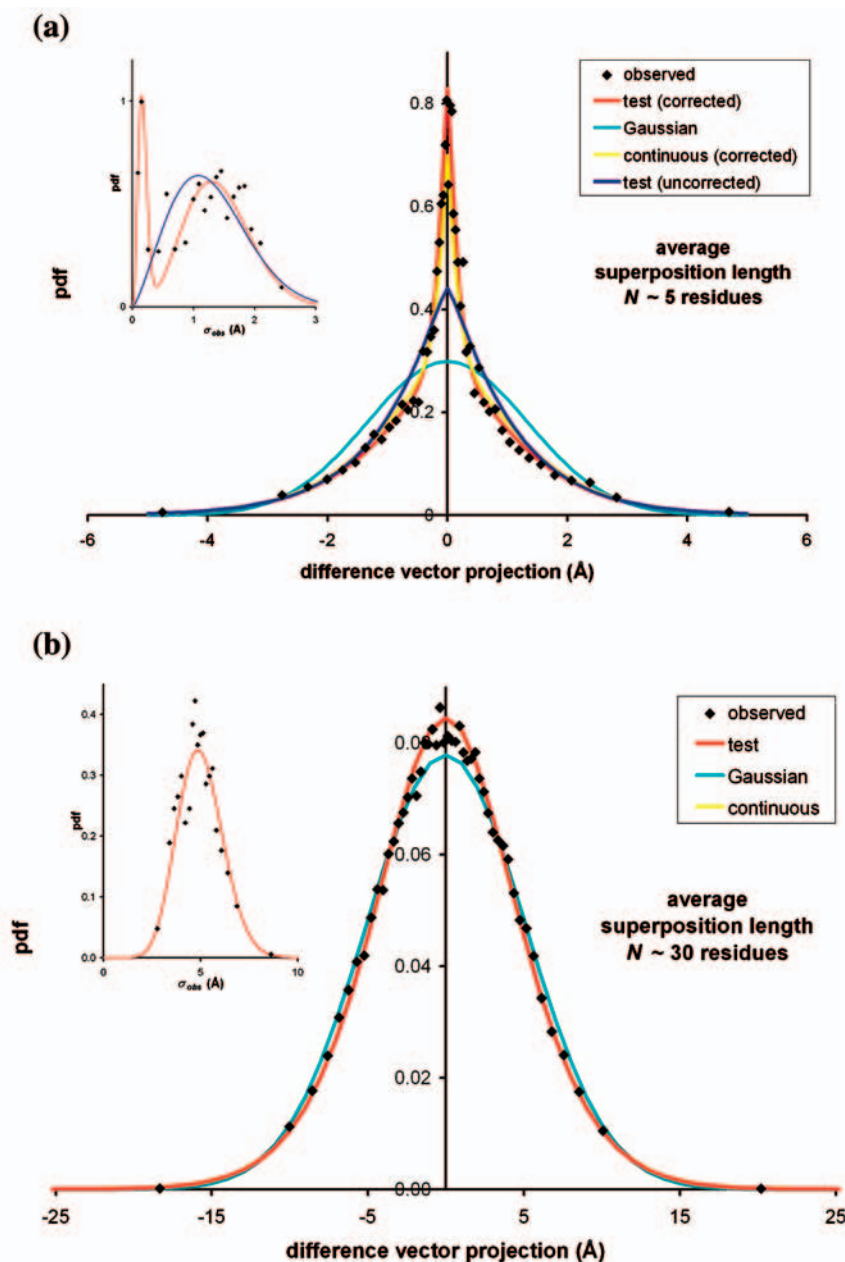 (a)
observed
test (corrected)
Gaussian
continuous (corrected)
test (uncorrected)
average
superposition length
N ~ 5 residues
pdf
0.8
0.6
0.4
0.2
0
-6
-4
-2
0
2
4
6
difference vector projection (Å)
pdf
1
0
0
1
2
3
σobs (Å)
(b)
observed
test
Gaussian
continuous
average
superposition length
N ~ 30 residues
pdf
0.08
0.06
0.04
0.02
0.00
-25
-15
-5
5
15
25
difference vector projection (Å)
pdf
0.4
0.3
0.2
0.1
0.0
0
5
10
σobs (Å)